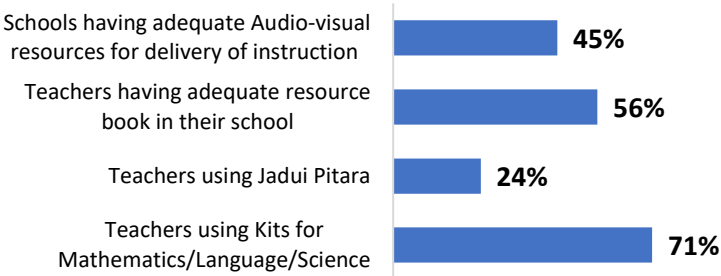 Schools having adequate Audio-visual
resources for delivery of instruction
45%
Teachers having adequate resource
book in their school
56%
Teachers using Jadui Pitara
24%
Teachers using Kits for
Mathematics/Language/Science
71%